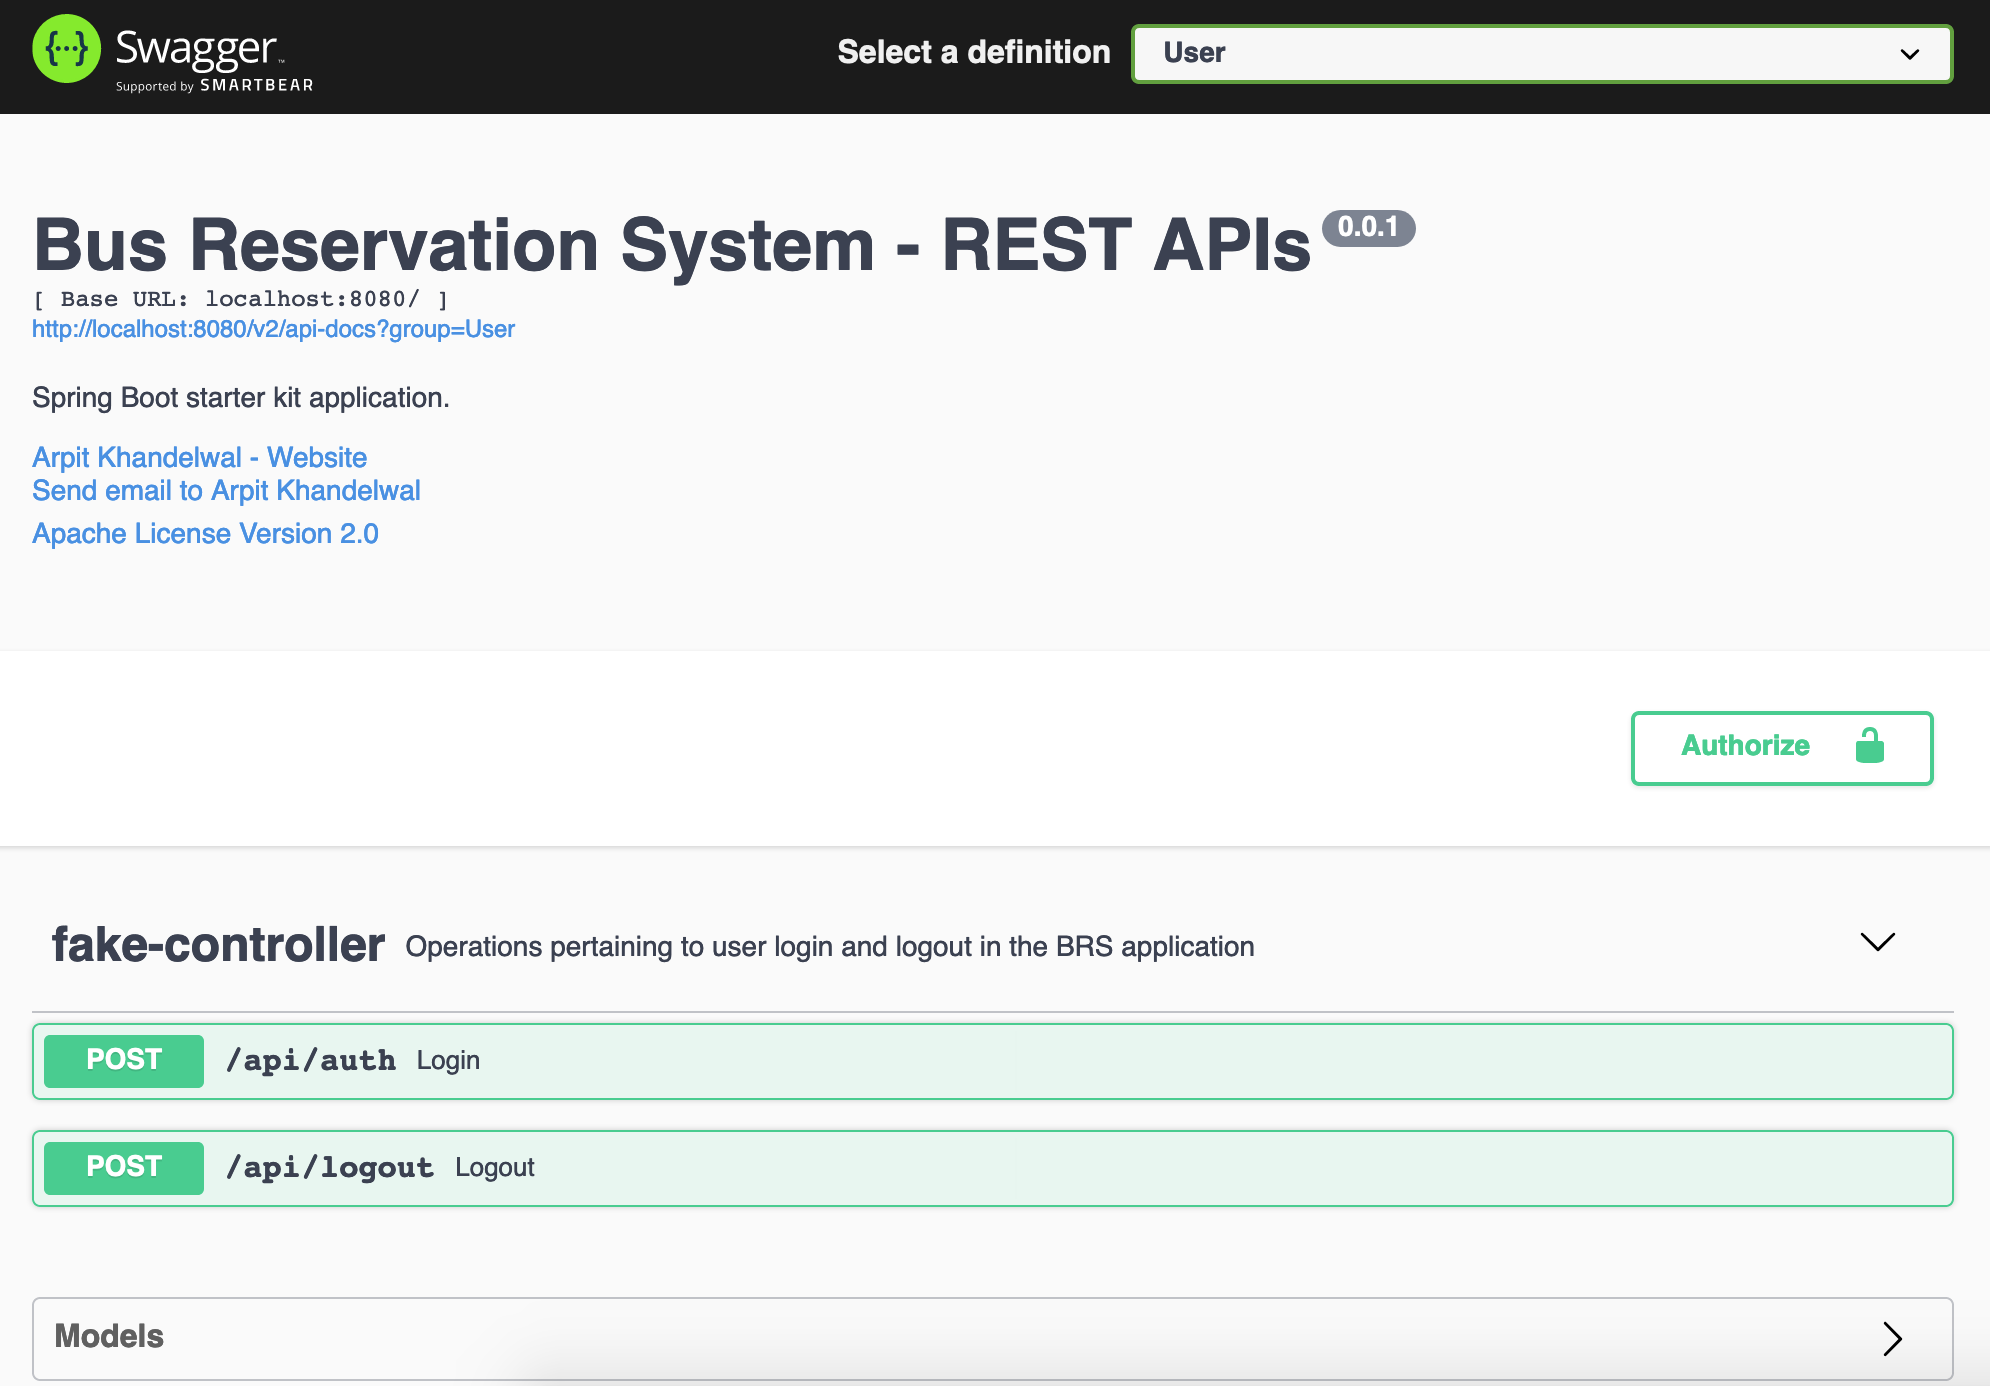 {···} Swagger™
Supported by SMARTBEAR
Select a definition
User
Bus Reservation System - REST APIs 0.0.1
[ Base URL: localhost:8080/ ]
http://localhost:8080/v2/api-docs?group=User
Spring Boot starter kit application.
Arpit Khandelwal - Website
Send email to Arpit Khandelwal
Apache License Version 2.0
Authorize
fake-controller Operations pertaining to user login and logout in the BRS application
POST /api/auth Login
POST /api/logout Logout
Models